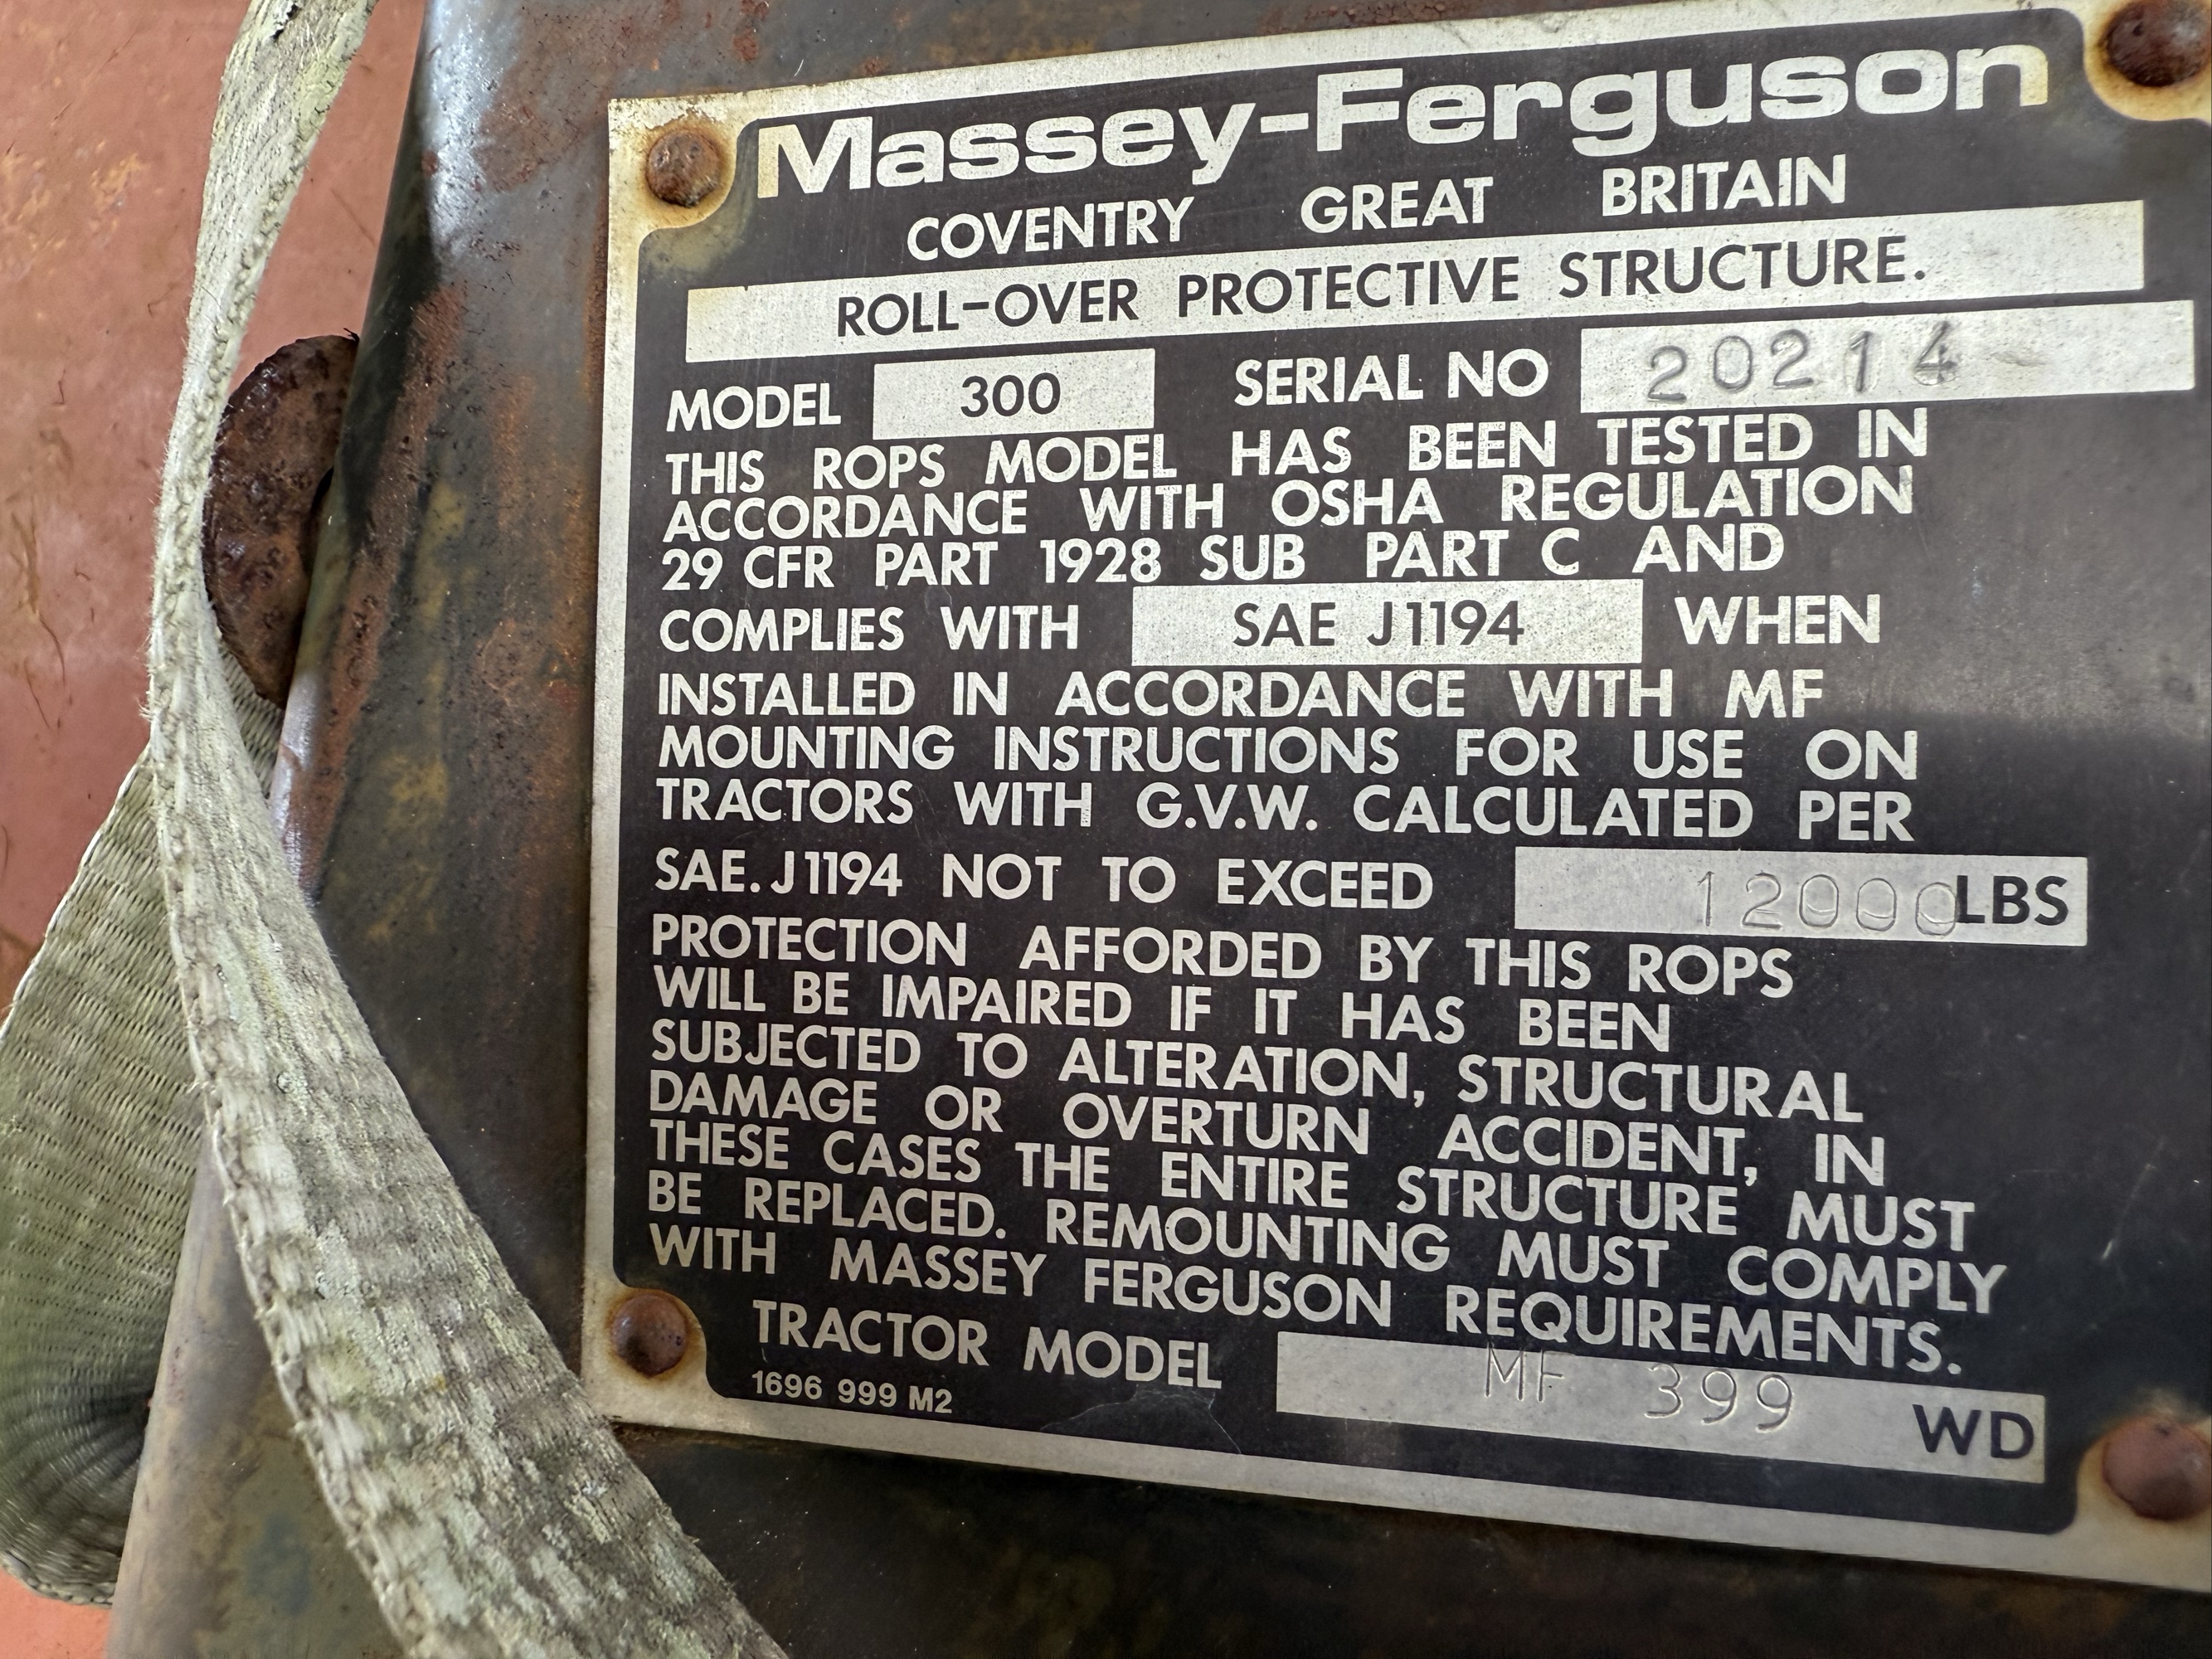 Massey-Ferguson
COVENTRY GREAT BRITAIN
ROLL-OVER PROTECTIVE STRUCTURE.
MODEL 300 SERIAL NO 20214
THIS ROPS MODEL HAS BEEN TESTED IN
ACCORDANCE WITH OSHA REGULATION
29 CFR PART 1928 SUB PART C AND
COMPLIES WITH SAE J1194 WHEN
INSTALLED IN ACCORDANCE WITH MF
MOUNTING INSTRUCTIONS FOR USE ON
TRACTORS WITH G.V.W. CALCULATED PER
SAE. J1194 NOT TO EXCEED 12000 LBS
PROTECTION AFFORDED BY THIS ROPS
WILL BE IMPAIRED IF IT HAS BEEN
SUBJECTED TO ALTERATION, STRUCTURAL
DAMAGE OR OVERTURN ACCIDENT, IN
THESE CASES THE ENTIRE STRUCTURE MUST
BE REPLACED. REMOUNTING MUST COMPLY
WITH MASSEY FERGUSON REQUIREMENTS.
TRACTOR MODEL MF 399 WD
1696 999 M2